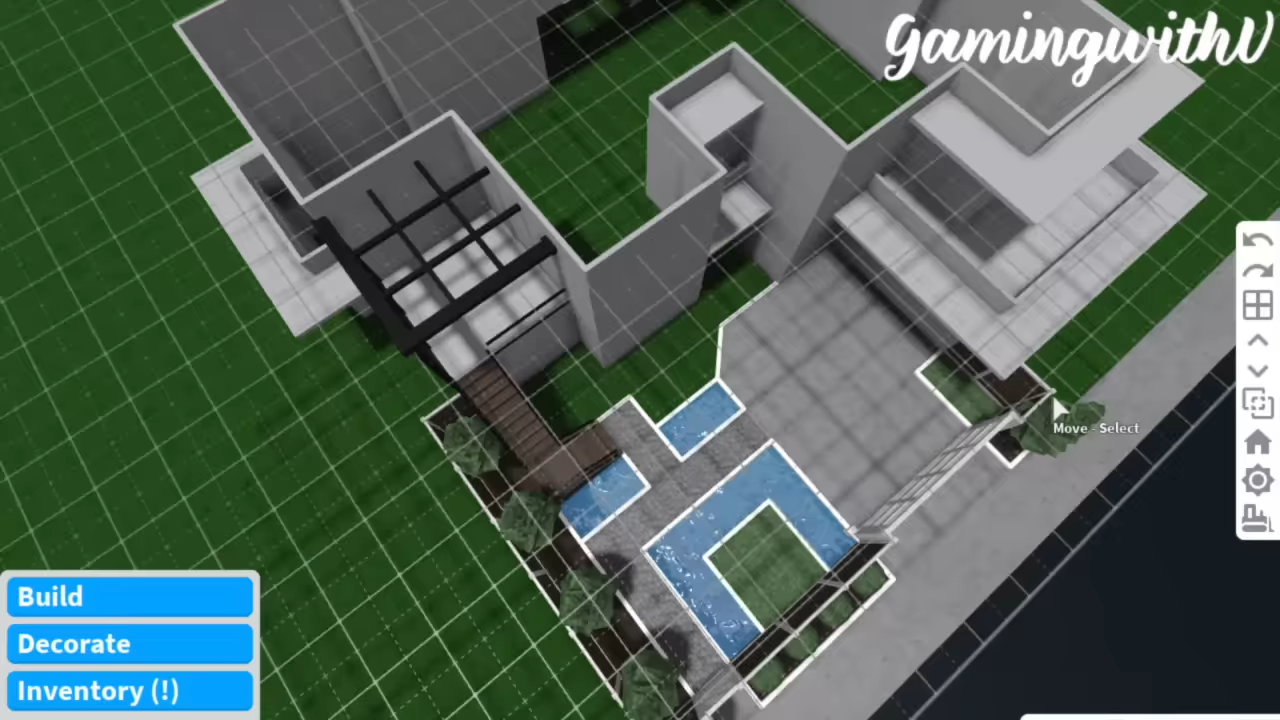 GamingwithV
Move - Select
Build
Decorate
Inventory (!)